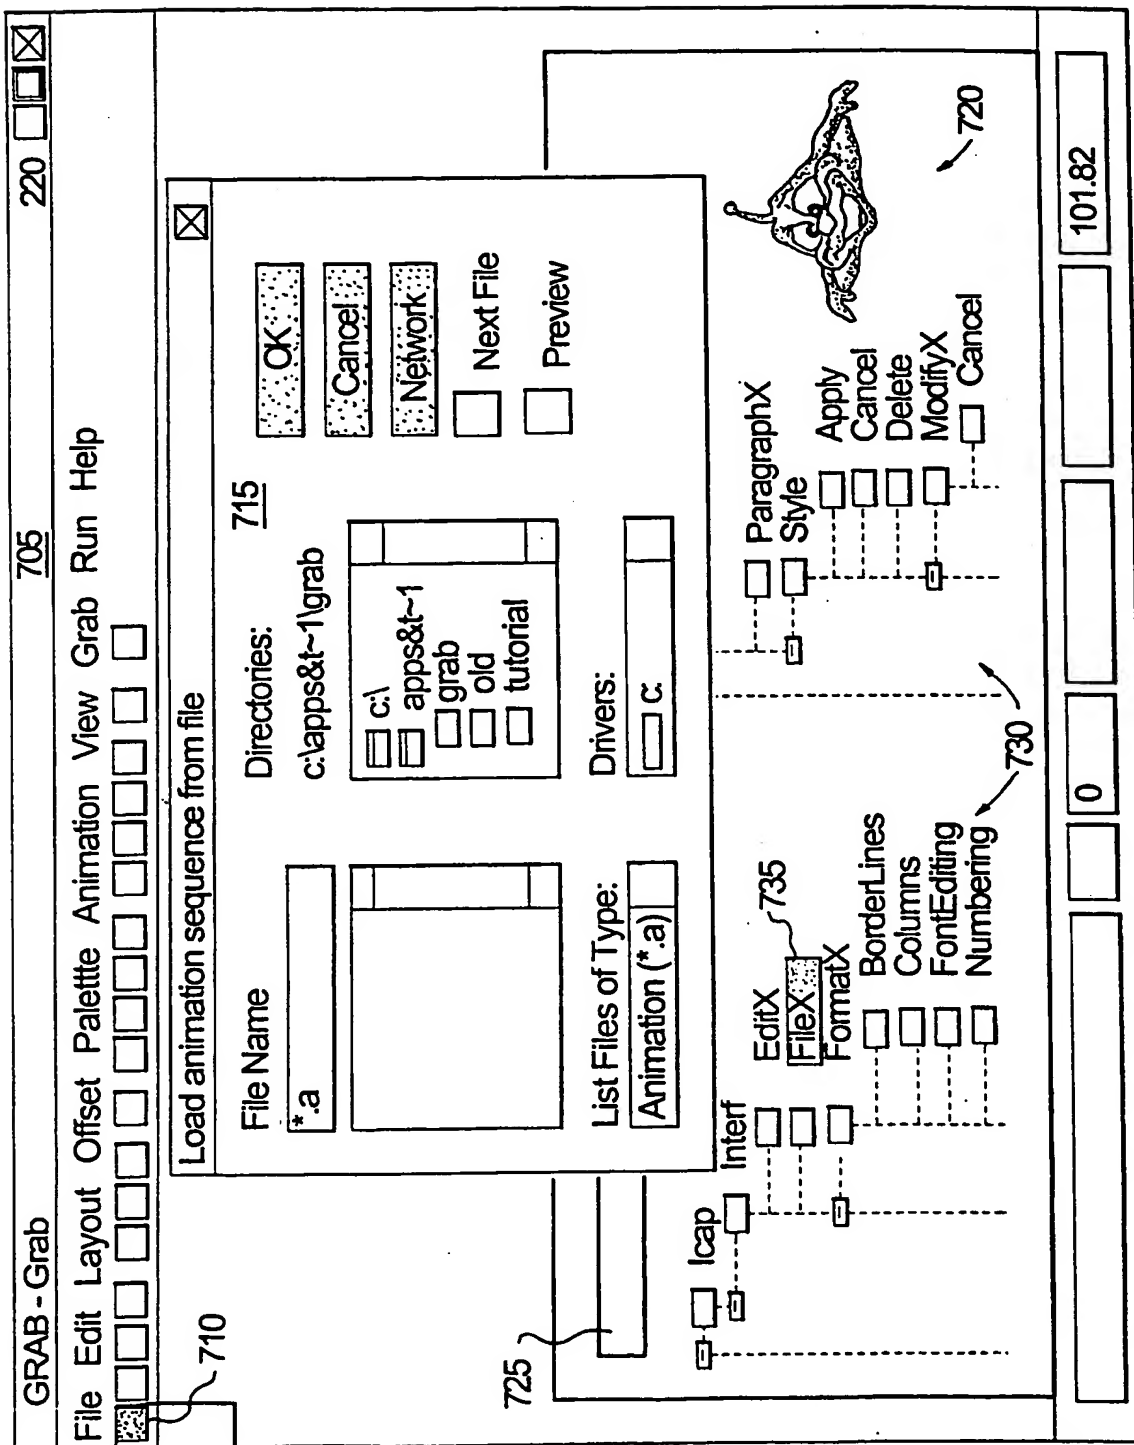 GRAB - Grab 705 220
File Edit Layout Offset Palettte Animation View Grab Run Help
710
Load animation sequence from file
File Name
*.a
List Files of Type:
Animation (*.a)
Directories:
c:\apps&t~1\grab
c:\
apps&t~1
grab
old
tutorial
Drivers:
c:
715
OK
Cancel
Network
Next File
Preview
725
Icap
Interf
EditX
FileX
735
FormatX
BorderLines
Columns
FontEditing
Numbering
730
ParagraphX
Style
Apply
Cancel
Delete
ModifyX
Cancel
720
0
101.82